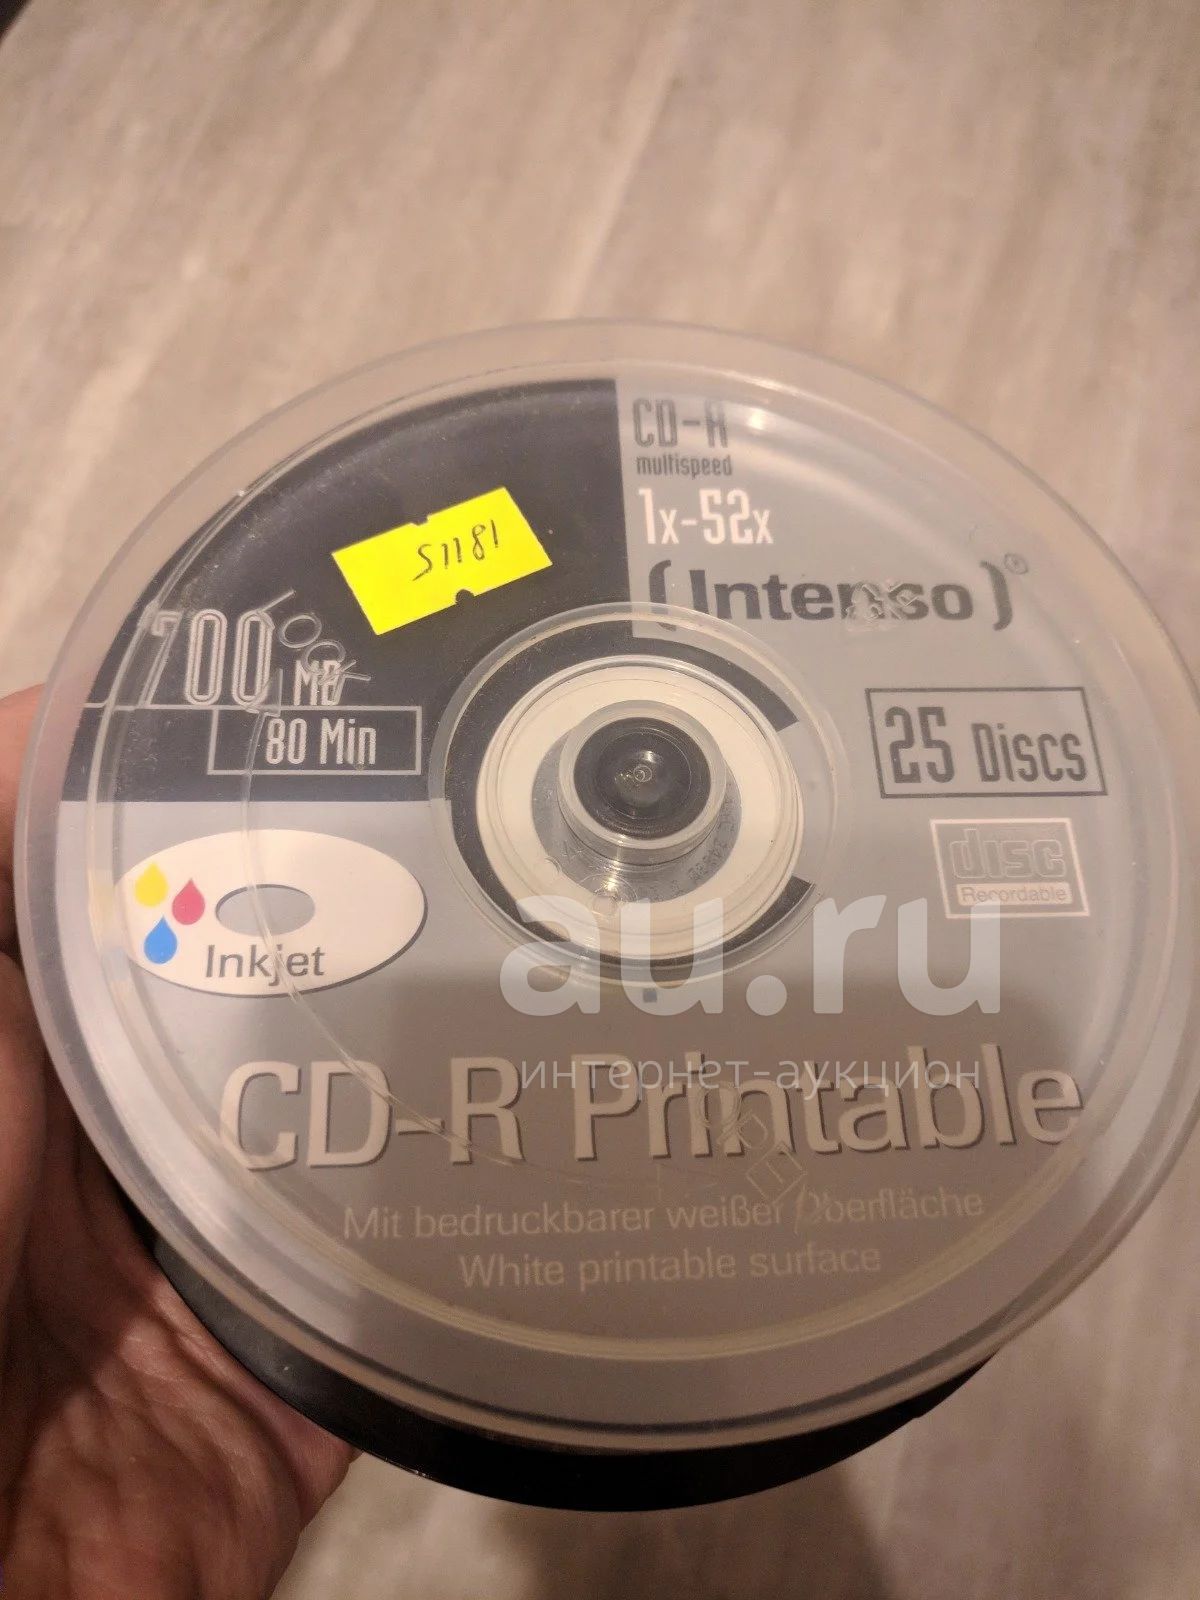 CD-R
multispeed
1x-52x
(Intenso)®
S1181
LOCK
700 MB
80 Min
25 Discs
disc
Recordable
Inkjet
au.ru
интернет-аукцион
CD-R Printable
Mit bedruckbarer weißer Oberfläche
White printable surface